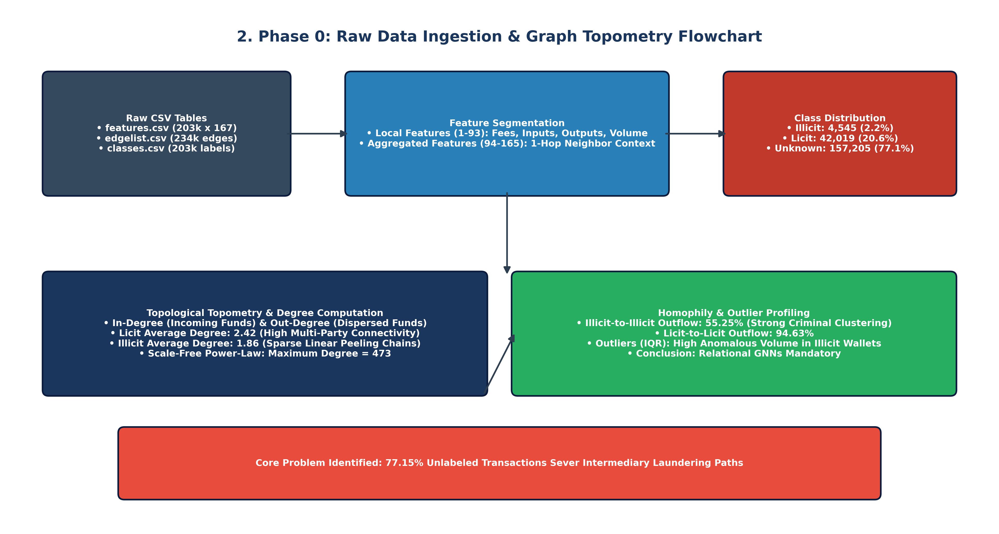 2. Phase 0: Raw Data Ingestion & Graph Topometry Flowchart
Raw CSV Tables
• features.csv (203k x 167)
• edgelist.csv (234k edges)
• classes.csv (203k labels)
Feature Segmentation
• Local Features (1-93): Fees, Inputs, Outputs, Volume
• Aggregated Features (94-165): 1-Hop Neighbor Context
Class Distribution
• Illicit: 4,545 (2.2%)
• Licit: 42,019 (20.6%)
• Unknown: 157,205 (77.1%)
Topological Topometry & Degree Computation
• In-Degree (Incoming Funds) & Out-Degree (Dispersed Funds)
• Licit Average Degree: 2.42 (High Multi-Party Connectivity)
• Illicit Average Degree: 1.86 (Sparse Linear Peeling Chains)
• Scale-Free Power-Law: Maximum Degree = 473
Homophily & Outlier Profiling
• Illicit-to-Illicit Outflow: 55.25% (Strong Criminal Clustering)
• Licit-to-Licit Outflow: 94.63%
• Outliers (IQR): High Anomalous Volume in Illicit Wallets
• Conclusion: Relational GNNs Mandatory
Core Problem Identified: 77.15% Unlabeled Transactions Sever Intermediary Laundering Paths